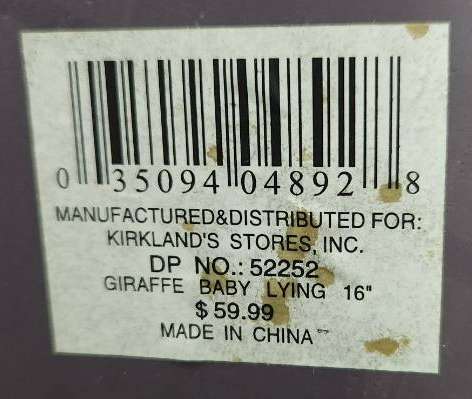 0 35094 04892 8
MANUFACTURED&DISTRIBUTED FOR:
KIRKLAND'S STORES, INC.
DP NO.: 52252
GIRAFFE BABY LYING 16"
$ 59.99
MADE IN CHINA